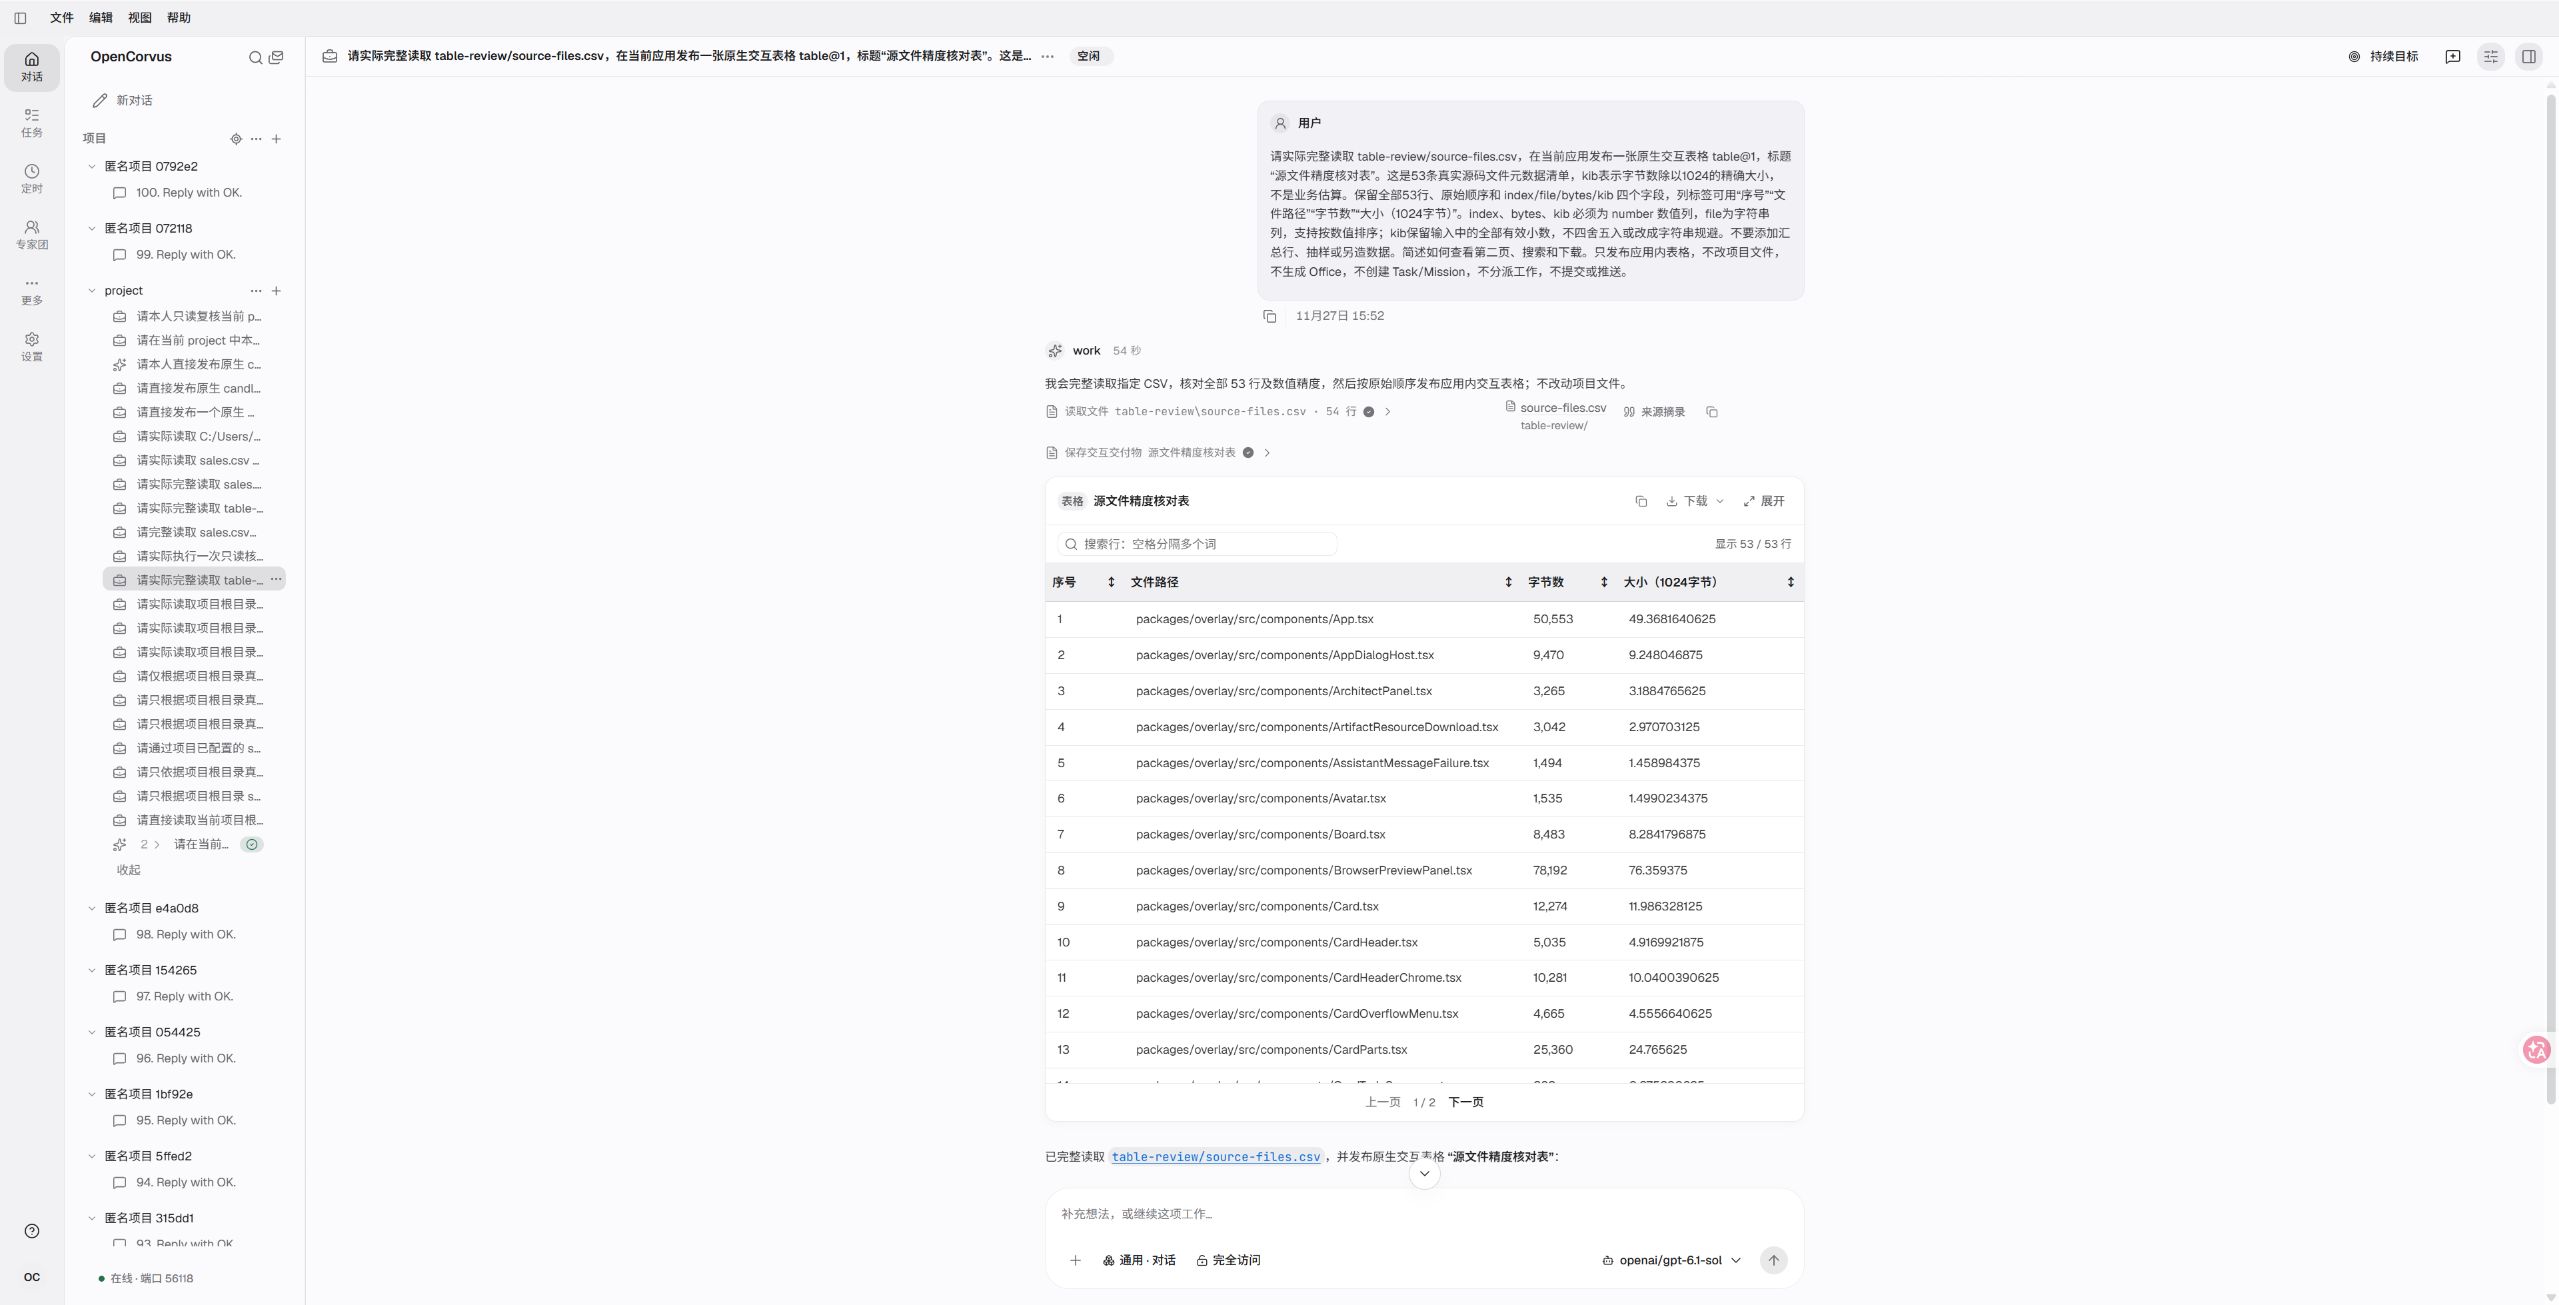 文件 编辑 视图 帮助
对话
任务
定时
专家团
更多
设置
OC
OpenCorvus
新对话
项目
匿名项目 0792e2
100. Reply with OK.
匿名项目 072118
99. Reply with OK.
project
请本人只读复核当前 p...
请在当前 project 中本...
请本人直接发布原生 c...
请直接发布原生 candl...
请直接发布一个原生 ...
请实际读取 C:/Users/...
请实际读取 sales.csv ...
请实际完整读取 sales....
请实际完整读取 table-...
请完整读取 sales.csv...
请实际执行一次只读核...
请实际完整读取 table-...
请实际读取项目根目录...
请实际读取项目根目录...
请实际读取项目根目录...
请仅根据项目根目录真...
请只根据项目根目录真...
请只根据项目根目录真...
请通过项目已配置的 s...
请只依据项目根目录真...
请只根据项目根目录 s...
请直接读取当前项目根...
2 请在当前...
收起
匿名项目 e4a0d8
98. Reply with OK.
匿名项目 154265
97. Reply with OK.
匿名项目 054425
96. Reply with OK.
匿名项目 1bf92e
95. Reply with OK.
匿名项目 5ffed2
94. Reply with OK.
匿名项目 315dd1
93. Reply with OK.
在线 · 端口 56118
请实际完整读取 table-review/source-files.csv，在当前应用发布一张原生交互表格 table@1，标题“源文件精度核对表”。这是... 空闲
持续目标
用户
请实际完整读取 table-review/source-files.csv，在当前应用发布一张原生交互表格 table@1，标题
“源文件精度核对表”。这是53条真实源码文件元数据清单，kib表示字节数除以1024的精确大小，
不是业务估算。保留全部53行、原始顺序和 index/file/bytes/kib 四个字段，列标签可用“序号”“文
件路径”“字节数”“大小（1024字节）”。index、bytes、kib 必须为 number 数值列，file为字符串
列，支持按数值排序；kib保留输入中的全部有效小数，不四舍五入或改成字符串规避。不要添加汇
总行、抽样或另造数据。简述如何查看第二页、搜索和下载。只发布应用内表格，不改项目文件，
不生成 Office，不创建 Task/Mission，不分派工作，不提交或推送。
11月27日 15:52
work 54 秒
我会完整读取指定 CSV，核对全部 53 行及数值精度，然后按原始顺序发布应用内交互表格；不改动项目文件。
读取文件 table-review\source-files.csv · 54 行
source-files.csv
table-review/
来源摘录
保存交互交付物 源文件精度核对表
表格 源文件精度核对表 下载 展开
搜索行：空格分隔多个词 显示 53 / 53 行
序号 文件路径 字节数 大小（1024字节）
1 packages/overlay/src/components/App.tsx 50,553 49.3681640625
2 packages/overlay/src/components/AppDialogHost.tsx 9,470 9.248046875
3 packages/overlay/src/components/ArchitectPanel.tsx 3,265 3.1884765625
4 packages/overlay/src/components/ArtifactResourceDownload.tsx 3,042 2.970703125
5 packages/overlay/src/components/AssistantMessageFailure.tsx 1,494 1.458984375
6 packages/overlay/src/components/Avatar.tsx 1,535 1.4990234375
7 packages/overlay/src/components/Board.tsx 8,483 8.2841796875
8 packages/overlay/src/components/BrowserPreviewPanel.tsx 78,192 76.359375
9 packages/overlay/src/components/Card.tsx 12,274 11.986328125
10 packages/overlay/src/components/CardHeader.tsx 5,035 4.9169921875
11 packages/overlay/src/components/CardHeaderChrome.tsx 10,281 10.0400390625
12 packages/overlay/src/components/CardOverflowMenu.tsx 4,665 4.5556640625
13 packages/overlay/src/components/CardParts.tsx 25,360 24.765625
上一页 1 / 2 下一页
已完整读取 table-review/source-files.csv，并发布原生交互表格 “源文件精度核对表”：
补充想法，或继续这项工作...
通用 · 对话 完全访问 openai/gpt-6.1-sol